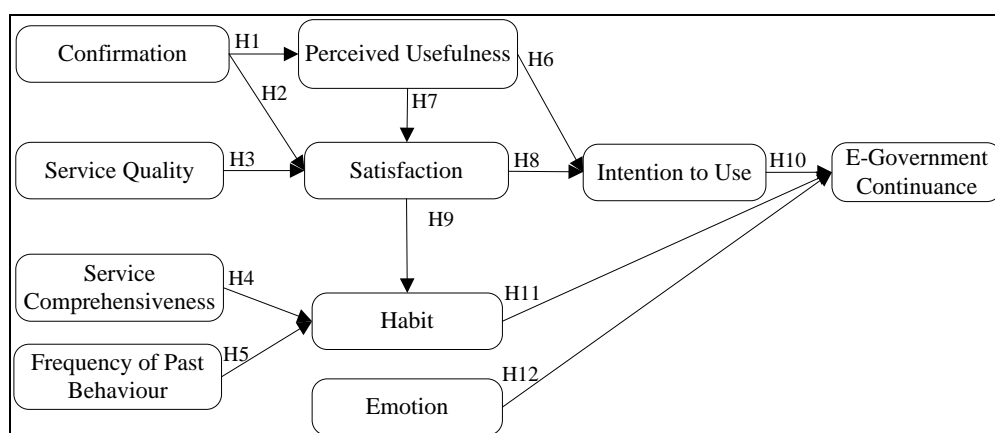 Confirmation
H1
Perceived Usefulness
H6
H2
H7
Service Quality
H3
Satisfaction
H8
Intention to Use
H10
E-Government
Continuance
H9
Service
Comprehensiveness
H4
Habit
H11
Frequency of Past
Behaviour
H5
Emotion
H12